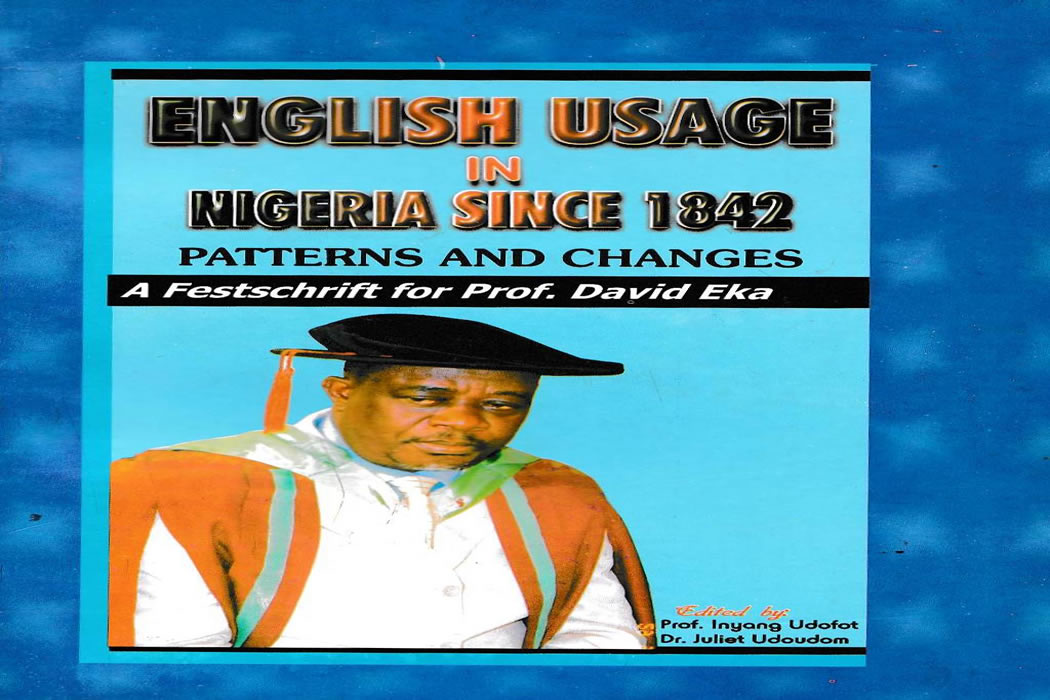 ENGLISH USAGE
IN
NIGERIA SINCE 1842
PATTERNS AND CHANGES
A Festschrift for Prof. David Eka
Edited by:
Prof. Inyang Udofot
Dr. Juliet Udoudom